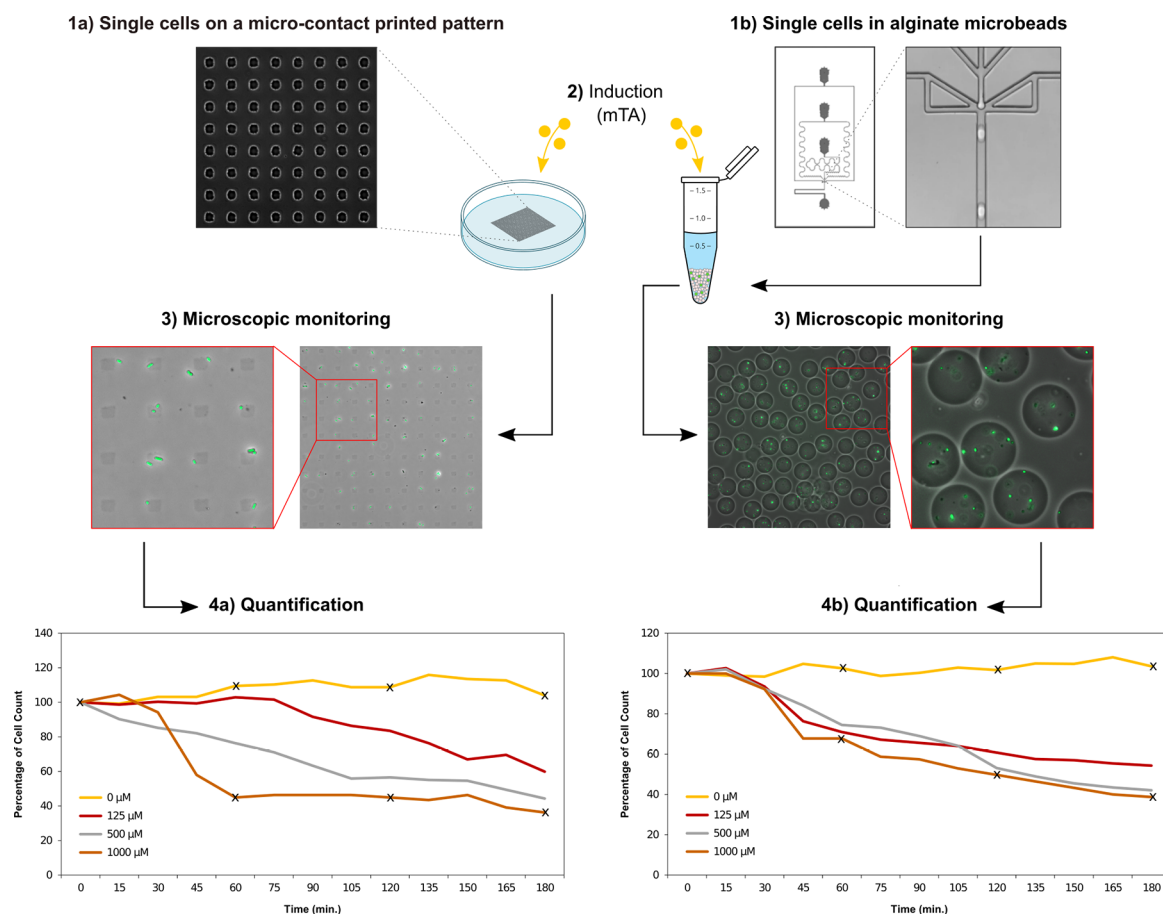 1a) Single cells on a micro-contact printed pattern
1b) Single cells in alginate microbeads
2) Induction
(mTA)
1.5
1.0
0.5
3) Microscopic monitoring
3) Microscopic monitoring
4a) Quantification
4b) Quantification
Percentage of Cell Count
140
120
100
80
60
40
20
0
0 µM
125 µM
500 µM
1000 µM
0 15 30 45 60 75 90 105 120 135 150 165 180
Time (min.)
Percentage of Cell Count
120
100
80
60
40
20
0
0 µM
125 µM
500 µM
1000 µM
0 15 30 45 60 75 90 105 120 135 150 165 180
Time (min.)